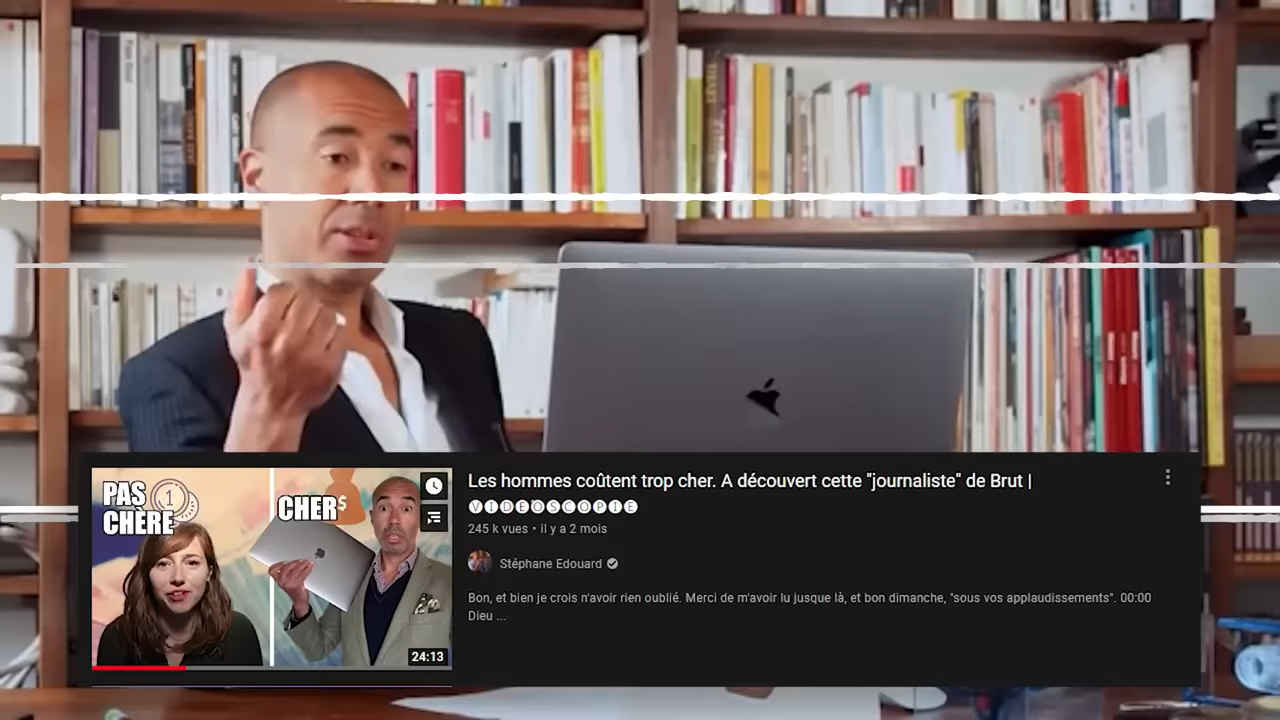 PAS
CHÈRE
1
CHER$
24:13
Les hommes coûtent trop cher. A découvert cette "journaliste" de Brut |
ⓋⒾⒹⒺⓄⓈⒸⓄⓅⒾⒺ
245 k vues • il y a 2 mois
Stéphane Edouard
Bon, et bien je crois n'avoir rien oublié. Merci de m'avoir lu jusque là, et bon dimanche, "sous vos applaudissements". 00:00
Dieu ...